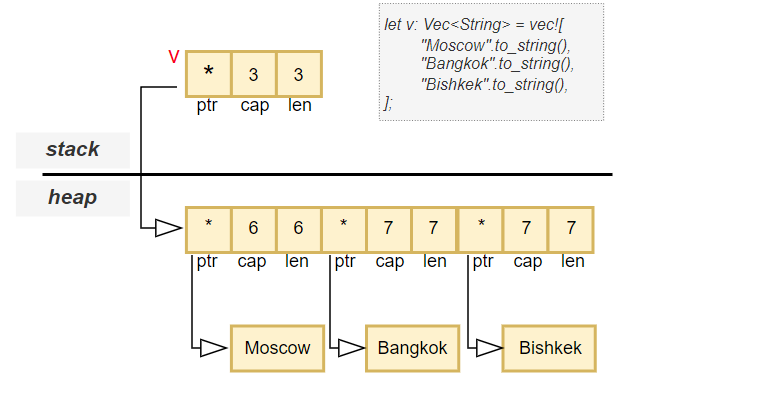 let v: Vec<String> = vec![
"Moscow".to_string(),
"Bangkok".to_string(),
"Bishkek".to_string(),
];
V
* 3 3
ptr cap len
stack
heap
* 6 6 * 7 7 * 7 7
ptr cap len ptr cap len ptr cap len
Moscow Bangkok Bishkek